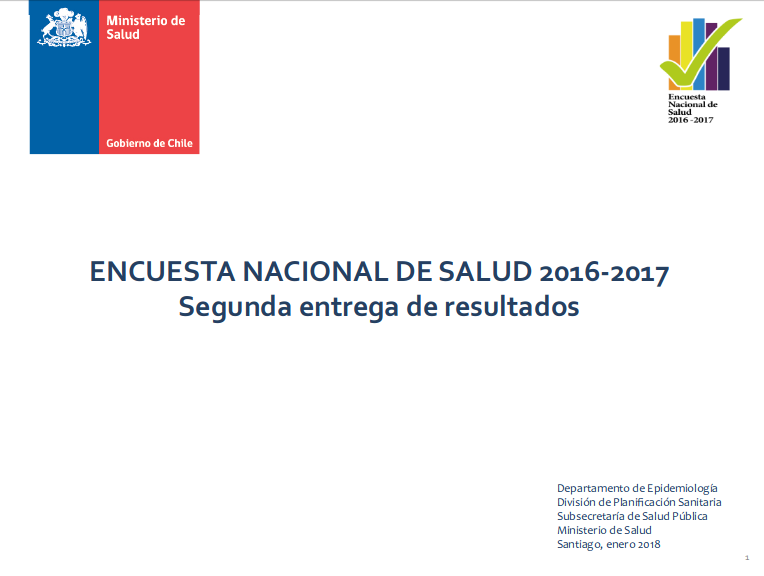 Ministerio de
Salud
Gobierno de Chile
Encuesta
Nacional de
Salud
2016 -2017
ENCUESTA NACIONAL DE SALUD 2016-2017
Segunda entrega de resultados
Departamento de Epidemiología
División de Planificación Sanitaria
Subsecretaría de Salud Pública
Ministerio de Salud
Santiago, enero 2018
1